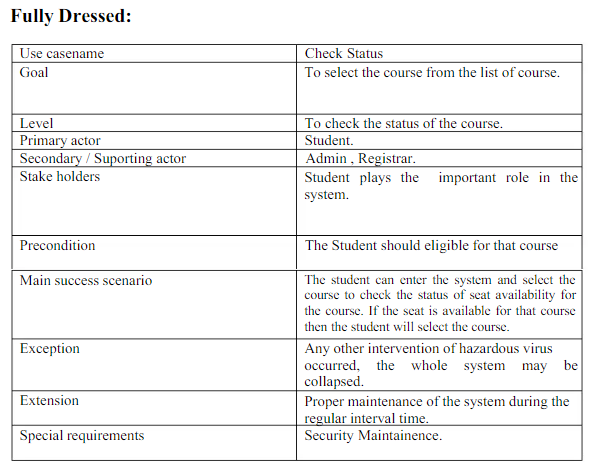 Fully Dressed:
Use casename Check Status
Goal To select the course from the list of course.
Level To check the status of the course.
Primary actor Student.
Secondary / Suporting actor Admin , Registrar.
Stake holders Student plays the important role in the
system.
Precondition The Student should eligible for that course
Main success scenario The student can enter the system and select the
course to check the status of seat availability for
the course. If the seat is available for that course
then the student will select the course.
Exception Any other intervention of hazardous virus
occurred, the whole system may be
collapsed.
Extension Proper maintenance of the system during the
regular interval time.
Special requirements Security Maintainence.